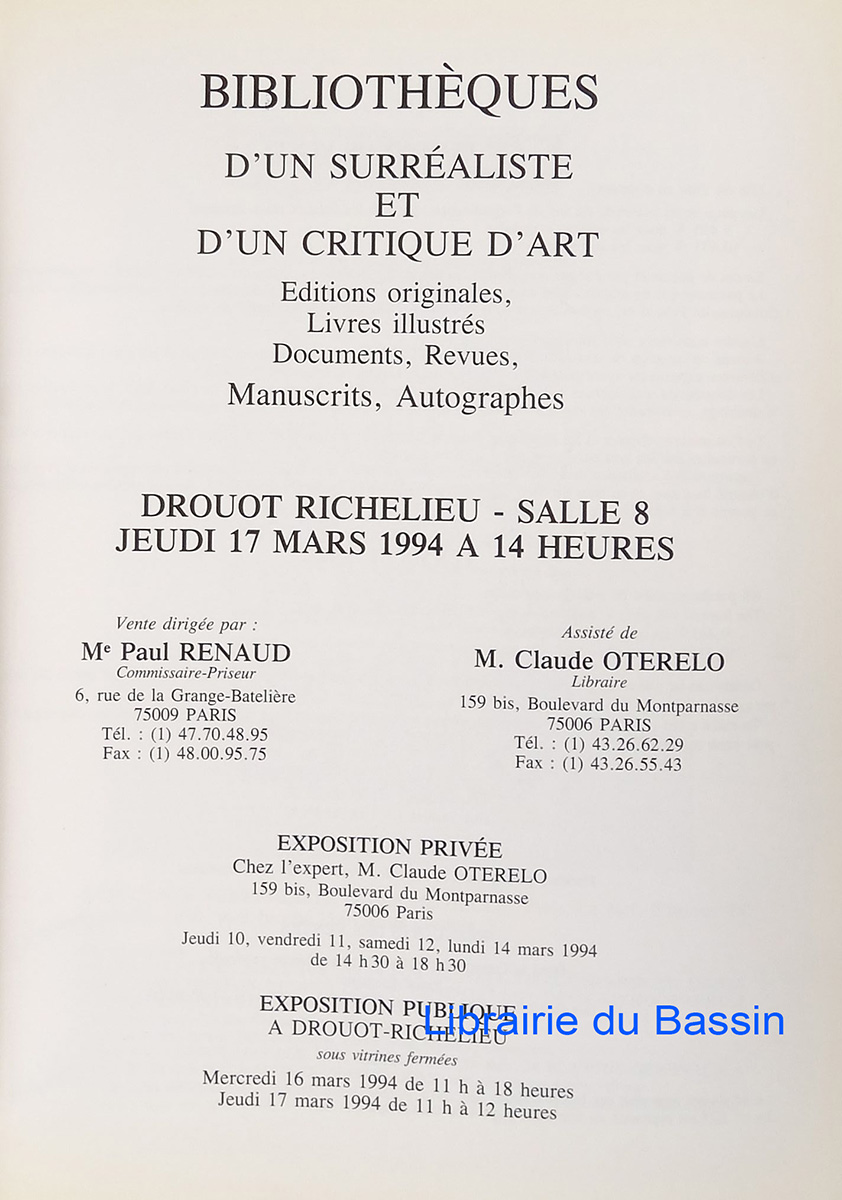 BIBLIOTHÈQUES
D'UN SURRÉALISTE
ET
D'UN CRITIQUE D'ART
Editions originales,
Livres illustrés
Documents, Revues,
Manuscrits, Autographes
DROUOT RICHELIEU - SALLE 8
JEUDI 17 MARS 1994 A 14 HEURES
Vente dirigée par :
Me Paul RENAUD
Commissaire-Priseur
6, rue de la Grange-Batelière
75009 PARIS
Tél. : (1) 47.70.48.95
Fax : (1) 48.00.95.75
Assisté de
M. Claude OTERELO
Libraire
159 bis, Boulevard du Montparnasse
75006 PARIS
Tél. : (1) 43.26.62.29
Fax : (1) 43.26.55.43
EXPOSITION PRIVÉE
Chez l'expert, M. Claude OTERELO
159 bis, Boulevard du Montparnasse
75006 Paris
Jeudi 10, vendredi 11, samedi 12, lundi 14 mars 1994
de 14 h 30 à 18 h 30
EXPOSITION PUBLIQUE
A DROUOT-RICHELIEU
Librairie du Bassin
sous vitrines fermées
Mercredi 16 mars 1994 de 11 h à 18 heures
Jeudi 17 mars 1994 de 11 h à 12 heures